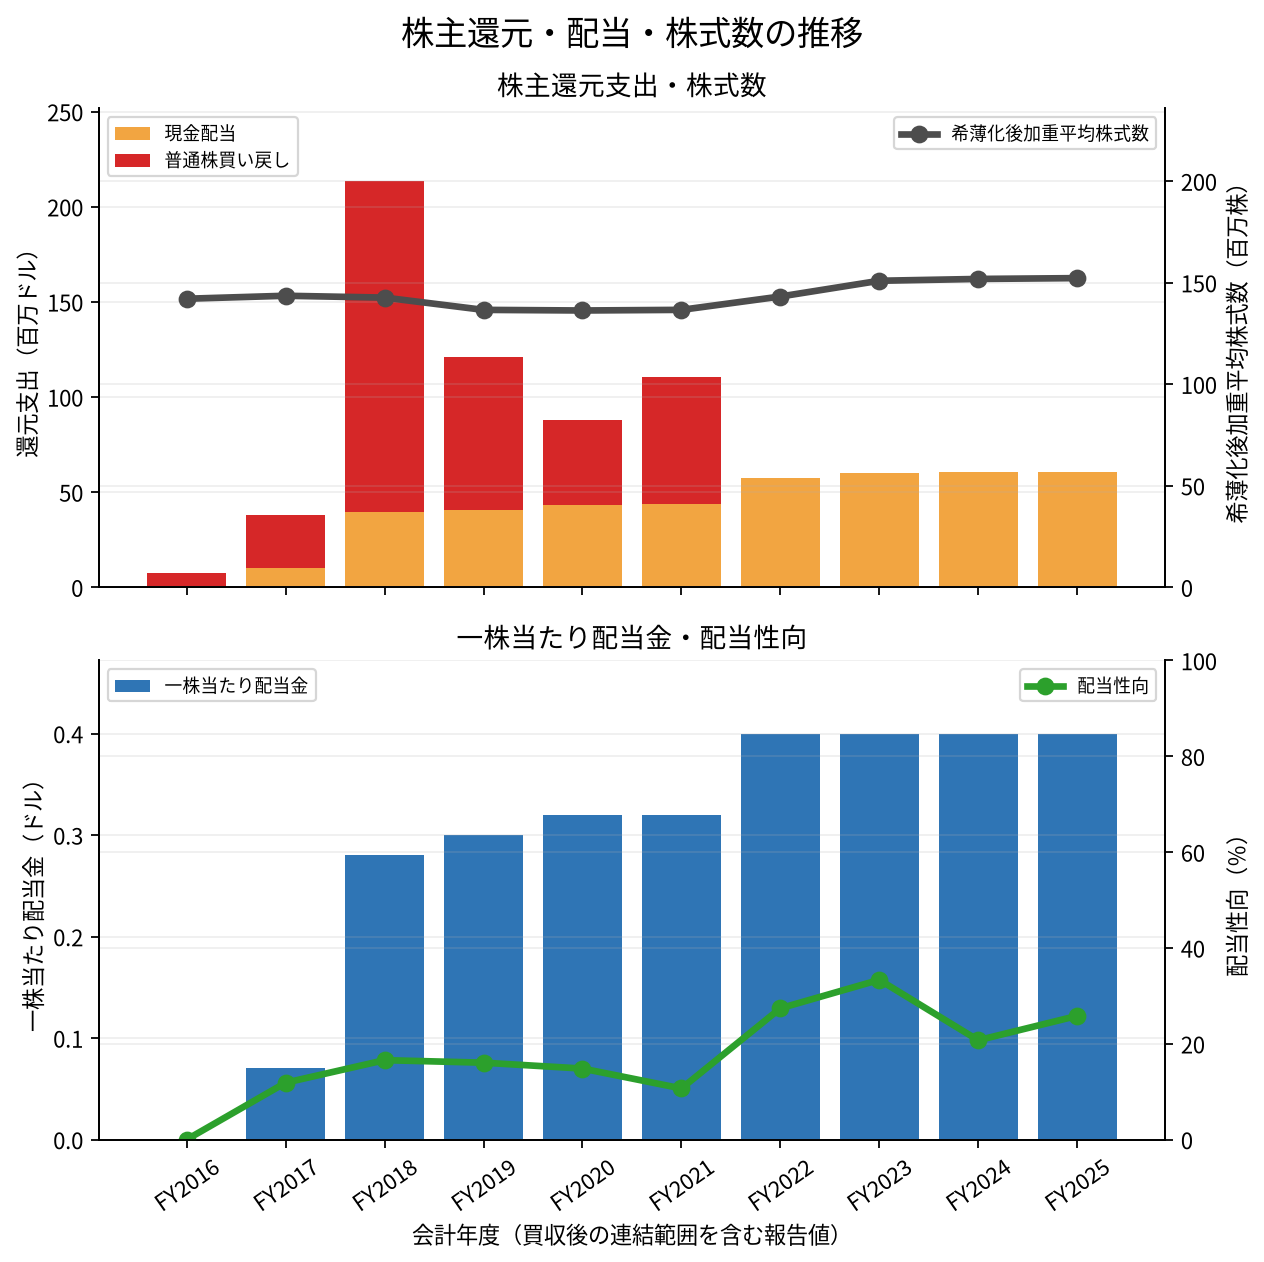 株主還元・配当・株式数の推移
株主還元支出・株式数
現金配当
普通株買い戻し
希薄化後加重平均株式数
還元支出（百万ドル）
250
200
150
100
50
0
200
150
100
50
0
希薄化後加重平均株式数（百万株）
一株当たり配当金・配当性向
一株当たり配当金
配当性向
一株当たり配当金（ドル）
0.4
0.3
0.2
0.1
0.0
100
80
60
40
20
0
配当性向（%）
FY2016
FY2017
FY2018
FY2019
FY2020
FY2021
FY2022
FY2023
FY2024
FY2025
会計年度（買収後の連結範囲を含む報告値）